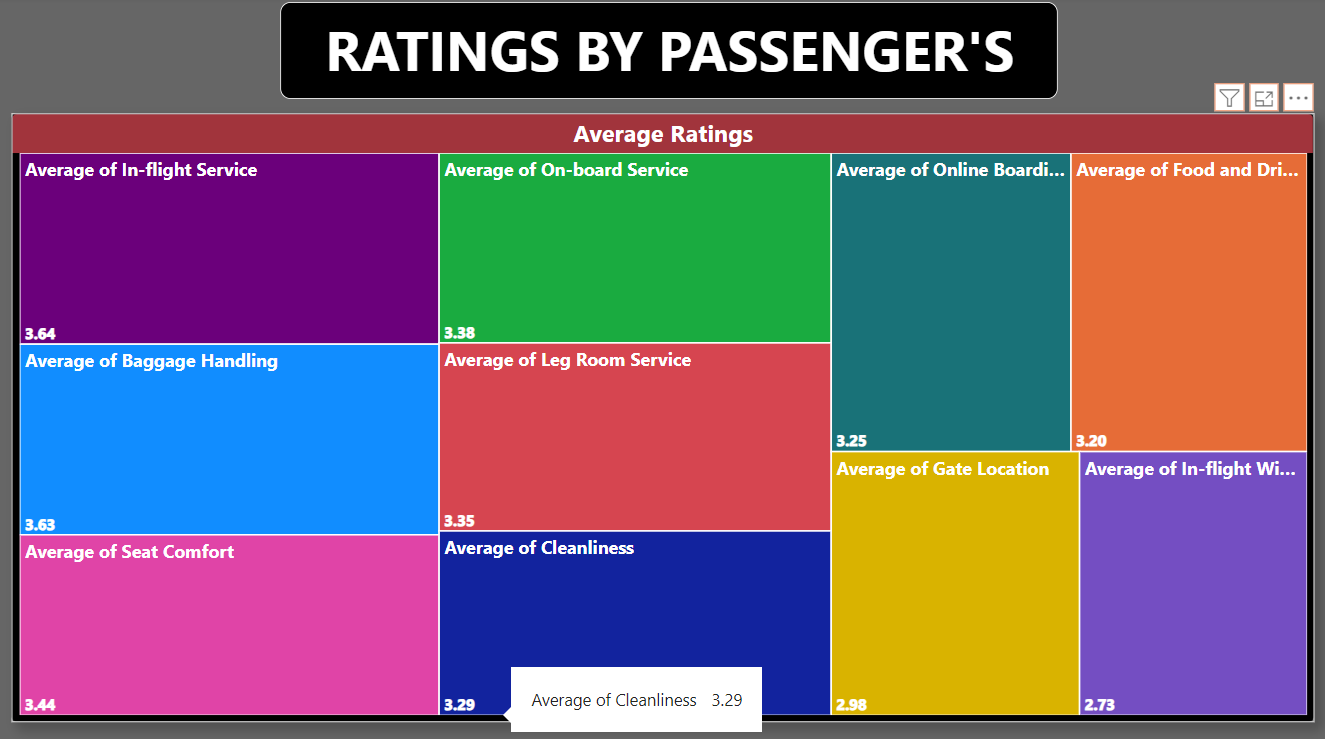 RATINGS BY PASSENGER'S
Average Ratings
Average of In-flight Service
3.64
Average of Baggage Handling
3.63
Average of Seat Comfort
3.44
Average of On-board Service
3.38
Average of Leg Room Service
3.35
Average of Cleanliness
3.29
Average of Cleanliness 3.29
Average of Online Boardi...
3.25
Average of Food and Dri...
3.20
Average of Gate Location
2.98
Average of In-flight Wi...
2.73